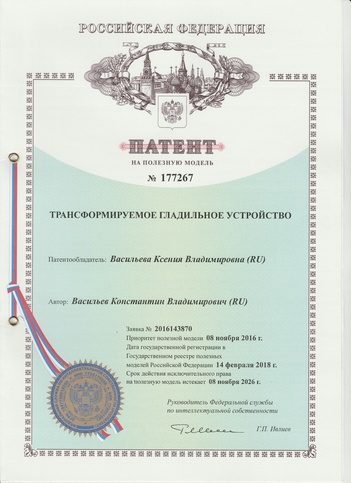 РОССИЙСКАЯ ФЕДЕРАЦИЯ
ПАТЕНТ
НА ПОЛЕЗНУЮ МОДЕЛЬ
№ 177267
ТРАНСФОРМИРУЕМОЕ ГЛАДИЛЬНОЕ УСТРОЙСТВО
Патентообладатель: Васильева Ксения Владимировна (RU)
Автор: Васильев Константин Владимирович (RU)
Заявка № 2016143870
Приоритет полезной модели 08 ноября 2016 г.
Дата государственной регистрации в
Государственном реестре полезных
моделей Российской Федерации 14 февраля 2018 г.
Срок действия исключительного права
на полезную модель истекает 08 ноября 2026 г.
Руководитель Федеральной службы
по интеллектуальной собственности
Г.П. Ивлиев